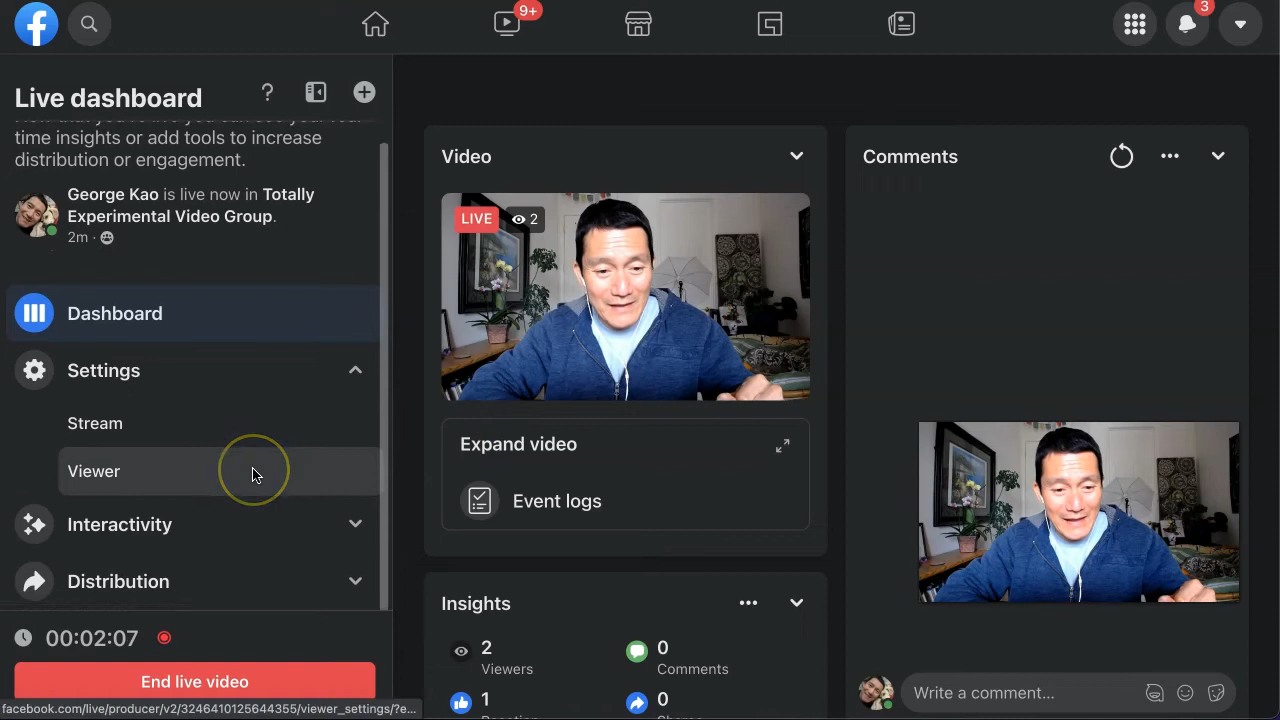 9+
3
Live dashboard
time insights or add tools to increase
distribution or engagement.
George Kao is live now in Totally
Experimental Video Group.
2m ·
Dashboard
Settings
Stream
Viewer
Interactivity
Distribution
00:02:07
End live video
facebook.com/live/producer/v2/3246410125644355/viewer_settings/?e...
Video
LIVE 2
Expand video
Event logs
Insights
2
Viewers
0
Comments
1
0
Comments
Write a comment...